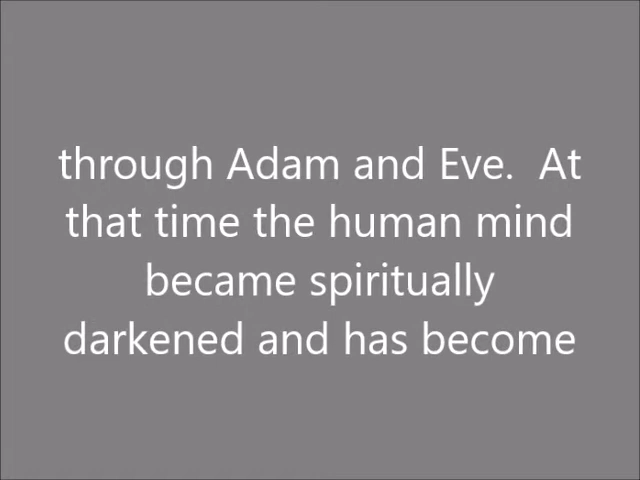 through Adam and Eve.  At
that time the human mind
became spiritually
darkened and has become